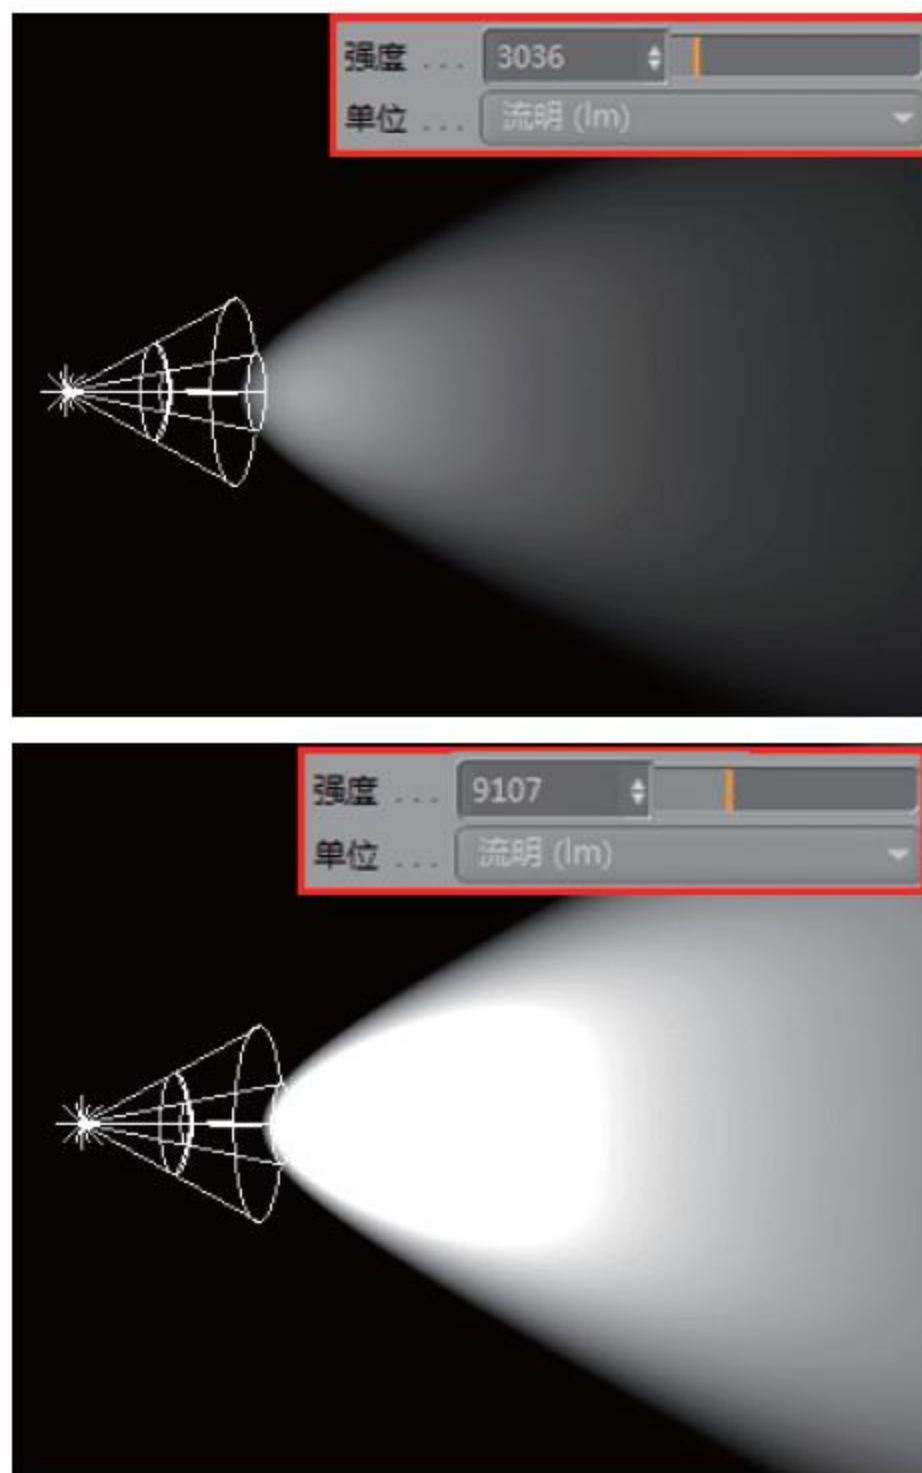 强度 . . . 3036
单位 . . . 流明 (lm)
强度 . . . 9107
单位 . . . 流明 (lm)